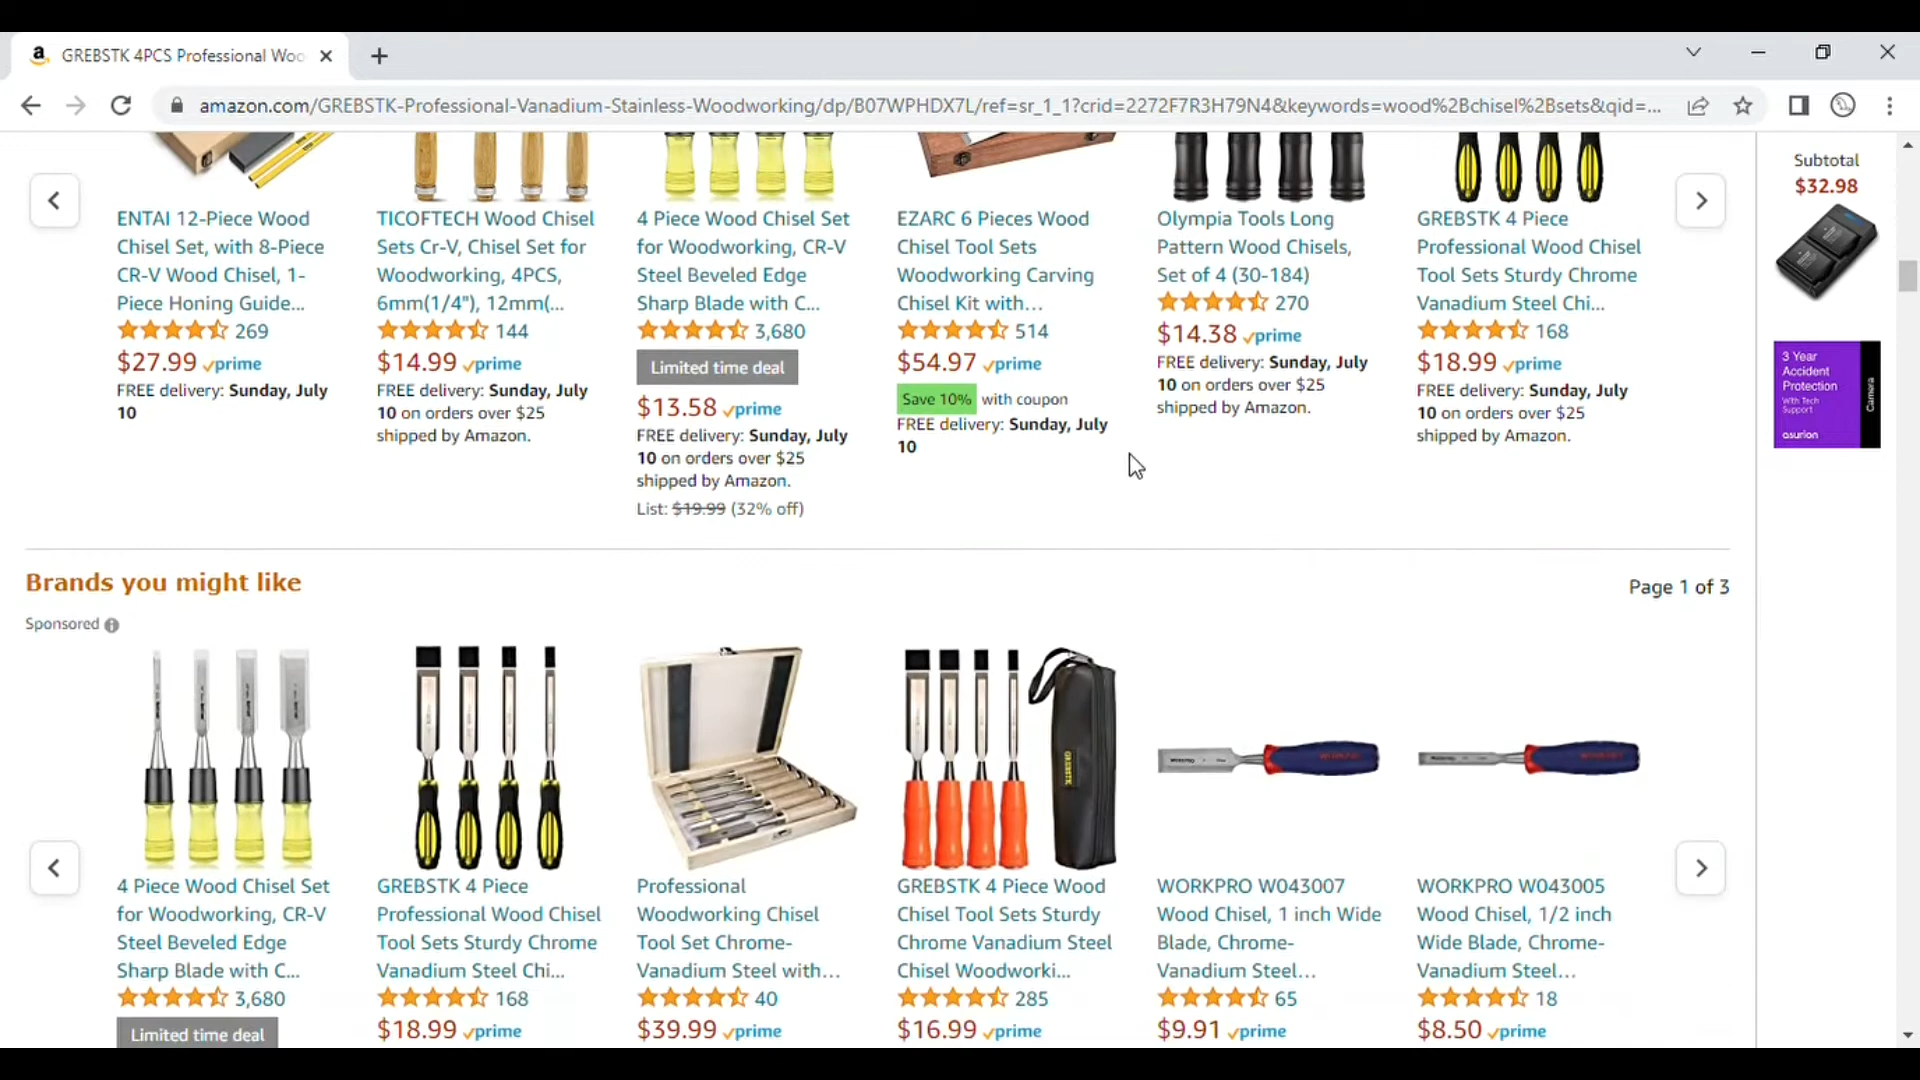 GREBSTK 4PCS Professional Woo
amazon.com/GREBSTK-Professional-Vanadium-Stainless-Woodworking/dp/B07WPHDX7L/ref=sr_1_1?crid=2272F7R3H79N4&keywords=wood%2Bchisel%2Bsets&qid=...
ENTAI 12-Piece Wood
Chisel Set, with 8-Piece
CR-V Wood Chisel, 1-
Piece Honing Guide...
269
$27.99 prime
FREE delivery: Sunday, July
10
TICOFTECH Wood Chisel
Sets Cr-V, Chisel Set for
Woodworking, 4PCS,
6mm(1/4"), 12mm(...
144
$14.99 prime
FREE delivery: Sunday, July
10 on orders over $25
shipped by Amazon.
4 Piece Wood Chisel Set
for Woodworking, CR-V
Steel Beveled Edge
Sharp Blade with C...
3,680
Limited time deal
$13.58 prime
FREE delivery: Sunday, July
10 on orders over $25
shipped by Amazon.
List: $19.99 (32% off)
EZARC 6 Pieces Wood
Chisel Tool Sets
Woodworking Carving
Chisel Kit with...
514
$54.97 prime
Save 10% with coupon
FREE delivery: Sunday, July
10
Olympia Tools Long
Pattern Wood Chisels,
Set of 4 (30-184)
270
$14.38 prime
FREE delivery: Sunday, July
10 on orders over $25
shipped by Amazon.
GREBSTK 4 Piece
Professional Wood Chisel
Tool Sets Sturdy Chrome
Vanadium Steel Chi...
168
$18.99 prime
FREE delivery: Sunday, July
10 on orders over $25
shipped by Amazon.
Subtotal
$32.98
3 Year
Accident
Protection
With Tech
Support
asurion
Camera
Brands you might like
Page 1 of 3
Sponsored
4 Piece Wood Chisel Set
for Woodworking, CR-V
Steel Beveled Edge
Sharp Blade with C...
3,680
Limited time deal
GREBSTK 4 Piece
Professional Wood Chisel
Tool Sets Sturdy Chrome
Vanadium Steel Chi...
168
$18.99 prime
Professional
Woodworking Chisel
Tool Set Chrome-
Vanadium Steel with...
40
$39.99 prime
GREBSTK
GREBSTK 4 Piece Wood
Chisel Tool Sets Sturdy
Chrome Vanadium Steel
Chisel Woodworki...
285
$16.99 prime
WORKPRO
WORKPRO W043007
Wood Chisel, 1 inch Wide
Blade, Chrome-
Vanadium Steel...
65
$9.91 prime
WORKPRO W043005
Wood Chisel, 1/2 inch
Wide Blade, Chrome-
Vanadium Steel...
18
$8.50 prime